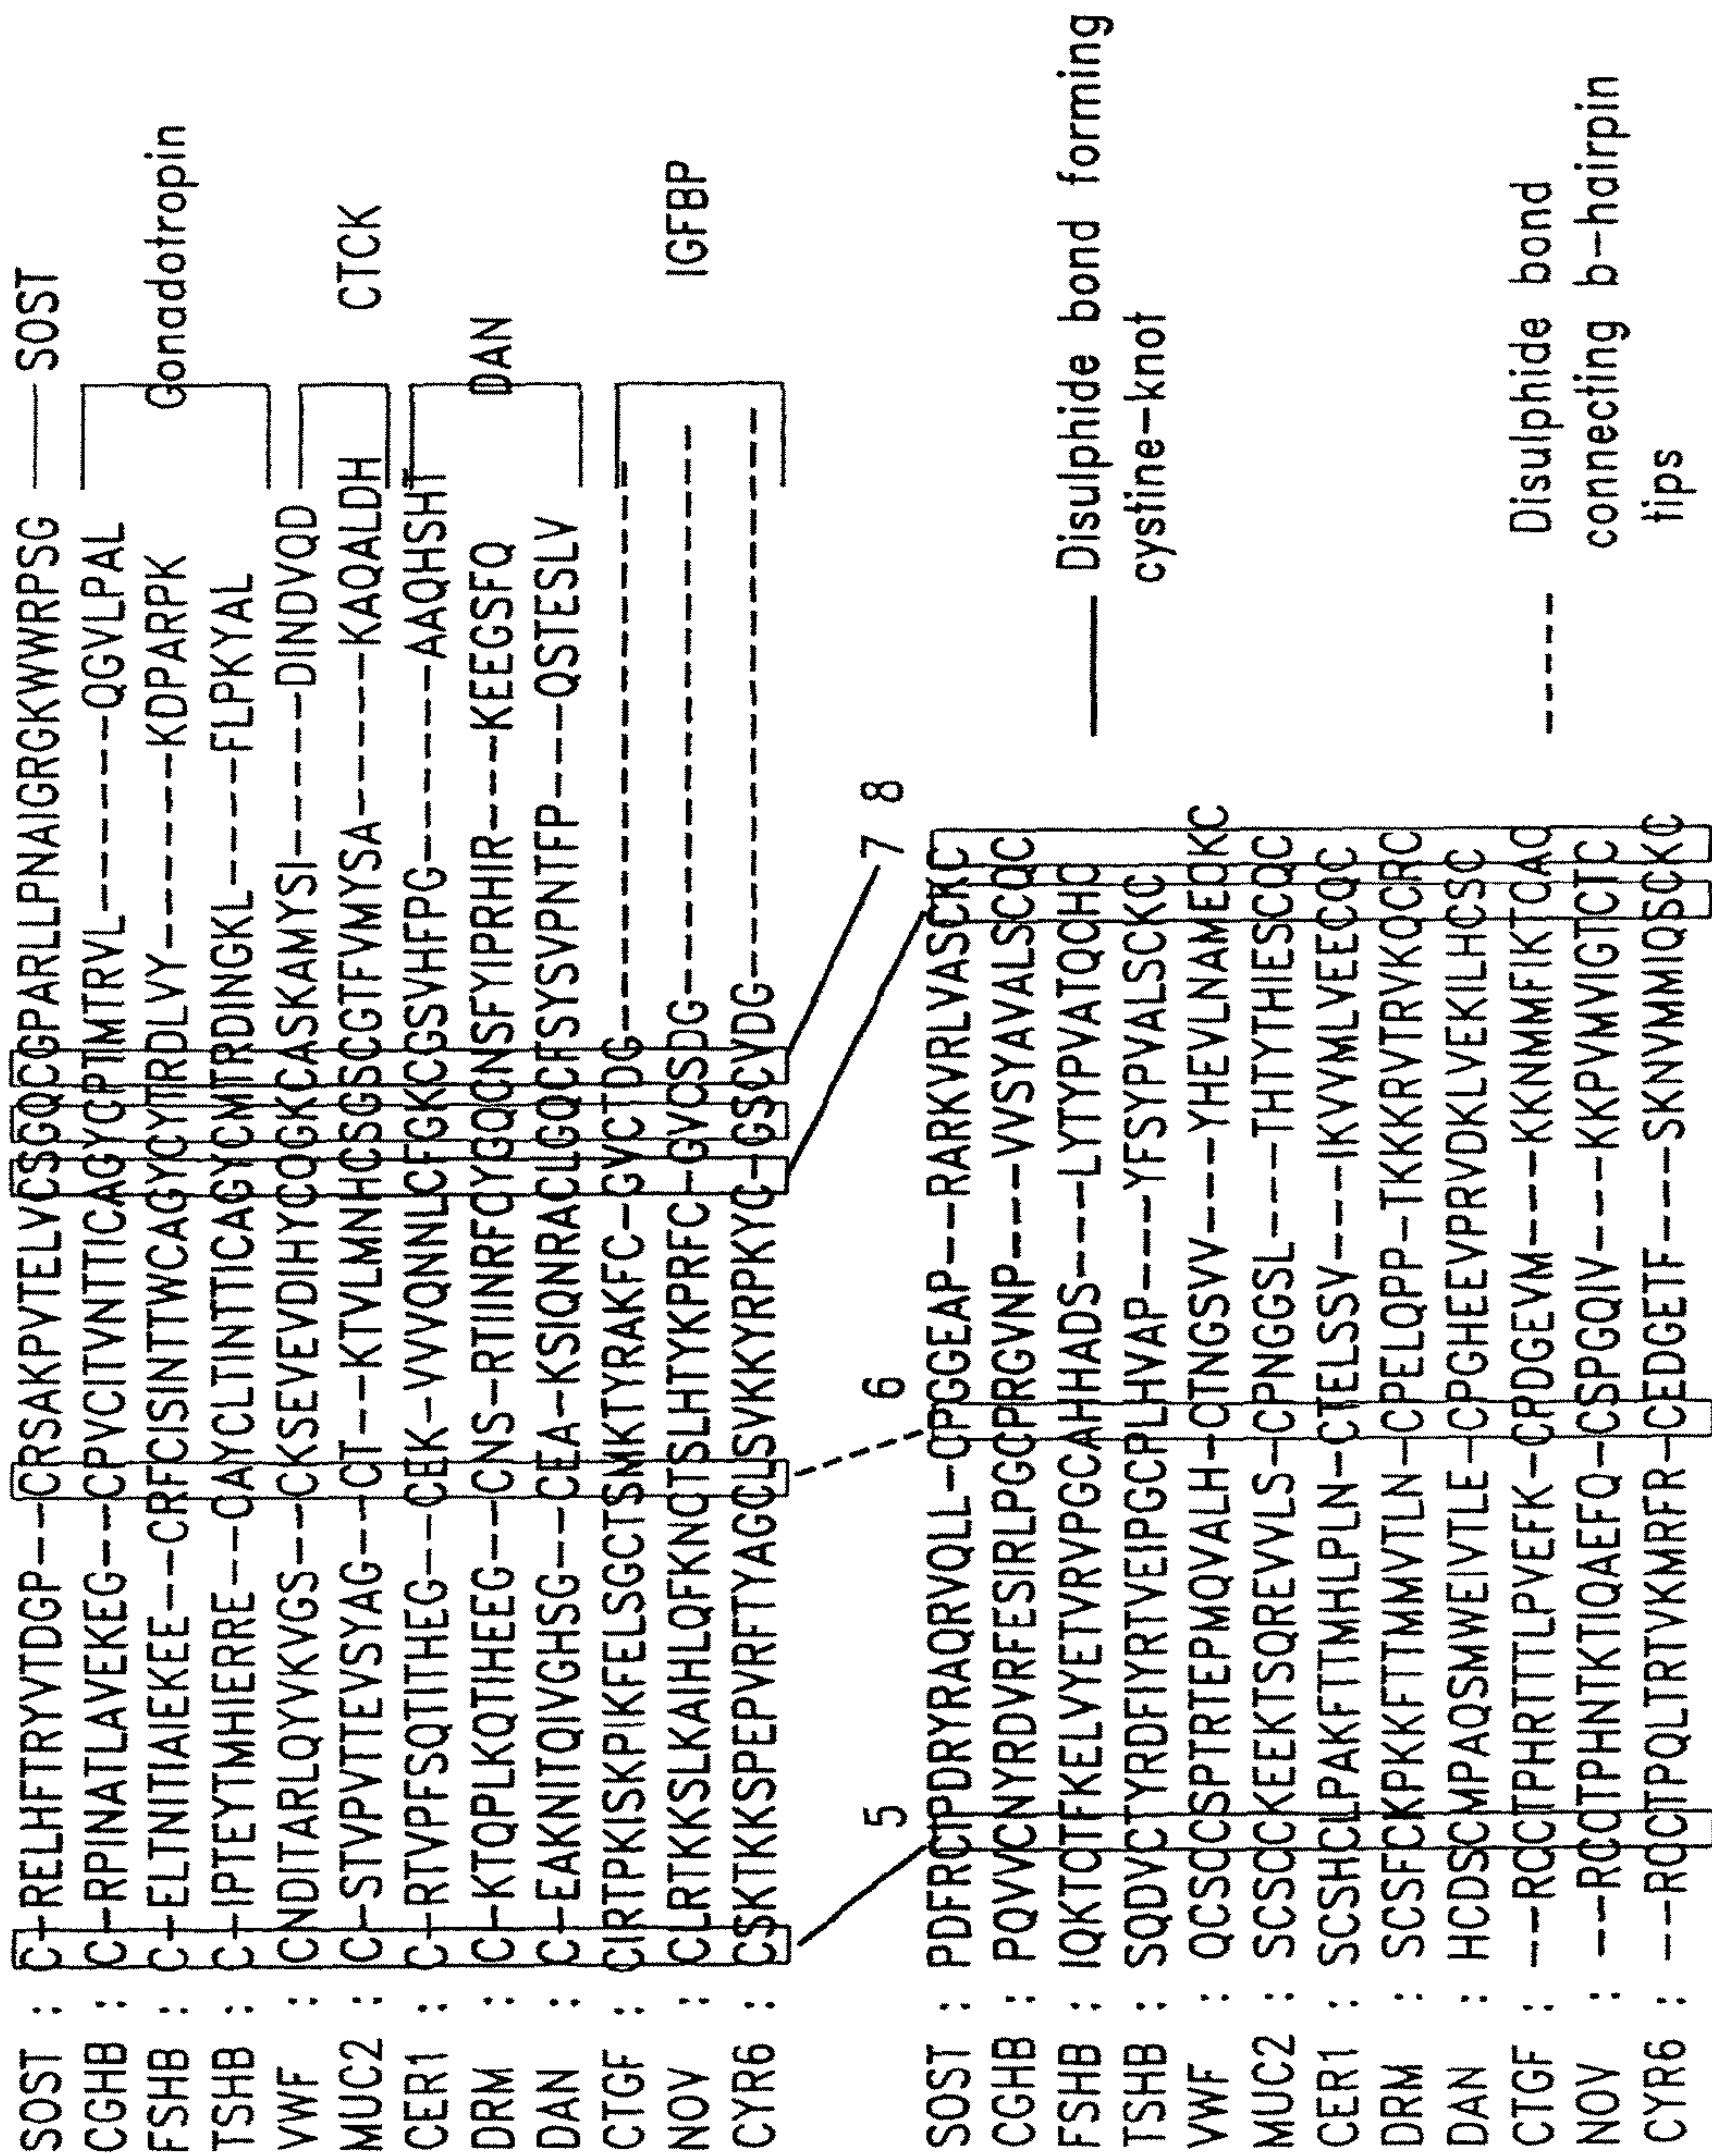 SOST : C-RELHFTRYVTDGP--CRSAKPVTELVCSGQCGPARLLPNAIGRGKWWRPSG SOST
CGHB : C-RPINATLAVEKEG--CPVCITVNTTICAGYCPTMTRVL-------QGVLPAL
FSHB : C-ELTNITIAIEKEE--CRFCISINTTWCAGYCYTRDLVY------KDPARPK Gonadotropin
TSHB : C-IPTEYTMHIERRE--CAYCLTINTTICAGYCMTRDINGKL-----FLPKYAL
VWF : CNDITARLQYVKVGS--CKSEVEVDIHYCQGKCASKAMYSI-----DINDVQD
MUC2 : C-STVPVTTEVSYAG--CT--KTVLMNHCSGSCGTFVMYSA------KAQALDH CTCK
CER1 : C-RTVPFSQTITHEG--CEK-VVVQNNLCFGKCGSVHFPG-------AAQHSHT
DRM : C-KTQPLKQTIHEEG--CNS-RTIINRFCYGQCNSFYIPRHIR----KEEGSFQ DAN
DAN : C-EAKNITQIVGHSG--CEA-KSIQNRACLGQCFSYSVPNTFP----QSTESLV
CTGF : CIRTPKISKPIKFELSGCTSMKTYRAKFC-GVCTDG-----------------
NOV : CLRTKKSLKAIHLQFKNCTSLHTYKPRFC-GVCSDG----------------- IGFBP
CYR6 : CSKTKKSPEPVRFTYAGCLSVKKYRPKYC-GSCVDG-----------------
5 6 7 8
SOST : PDFRCIPDRYRAQRVQLL-CPGGEAP---RARKVRLVASCKC
CGHB : PQVVCNYRDVRFESIRLPGCPRGVNP----VVSYAVALSCQC
FSHB : IQKTCTFKELVYETVRVPGCAHHADS----LYTYPVATQCHC
TSHB : SQDVCTYRDFIYRTVEIPGCPLHVAP----YFSYPVALSCKC
VWF : QCSCCSPTRTEPMQVALH-CTNGSVV----YHEVLNAMEQKC
MUC2 : SCSCCKEEKTSQREVVLS-CPNGGSL----THTYTHIESCQC
CER1 : SCSHCLPAKFTTMHLPLN-CTELSSV----IKVVMLVEECQC
DRM : SCSFCKPKKFTTMMVTLN-CPELQPP-TKKKRVTRVKQCRC
DAN : HCDSCMPAQSMWEIVTLE-CPGHEEVPRVDKLVEKILHCSC
CTGF : --RCCTPHRTTTLPVEFK-CPDGEVM----KKNMMFIKTCAC
NOV : ---RCCTPHNTKTIQAEFQ-CSPGQIV----KKPVMVIGTCTC
CYR6 : ---RCCTPQLTRTVKMRFR-CEDGETF----SKNVMMIQSCKC
Disulphide bond forming
cystine-knot
Disulphide bond
connecting b-hairpin
tips